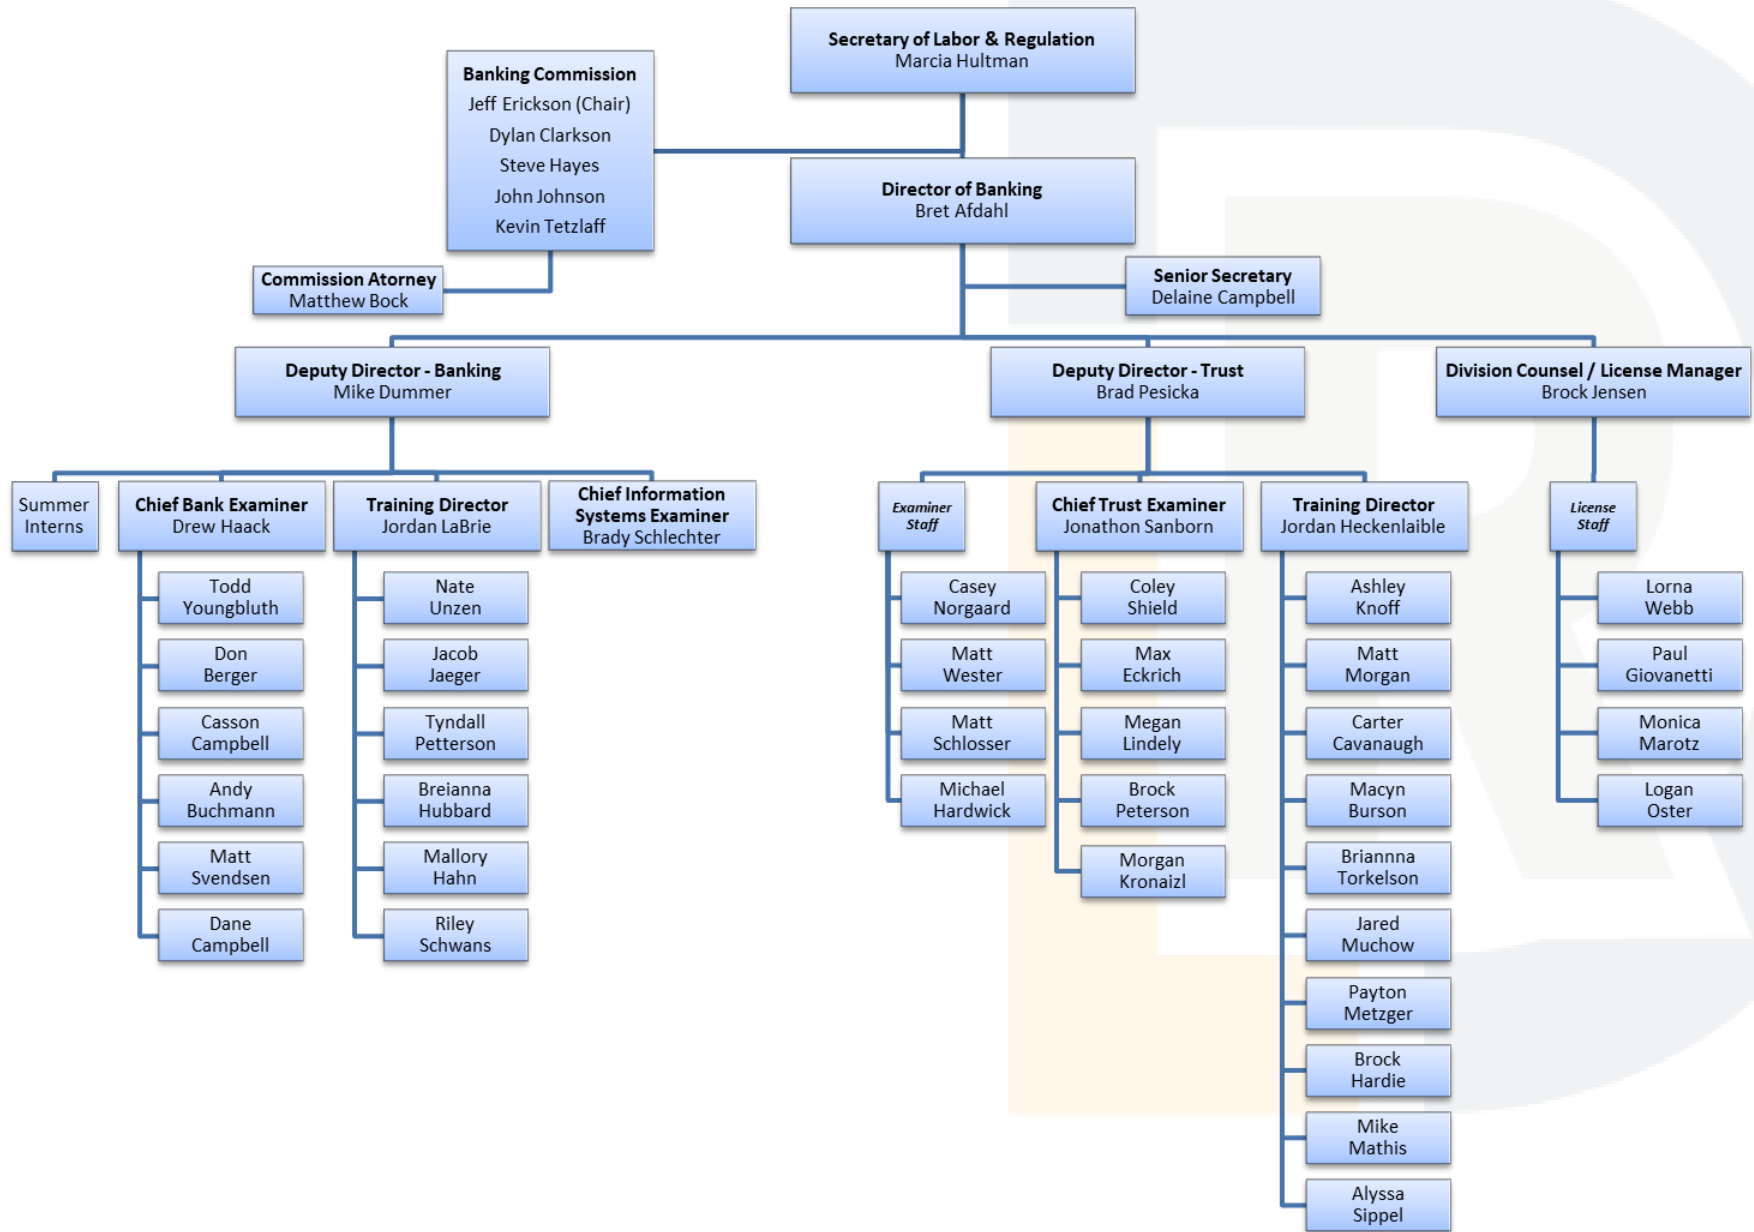 Secretary of Labor & Regulation
Marcia Hultman
Banking Commission
Jeff Erickson (Chair)
Dylan Clarkson
Steve Hayes
John Johnson
Kevin Tetzlaff
Director of Banking
Bret Afdahl
Commission Atorney
Matthew Bock
Senior Secretary
Delaine Campbell
Deputy Director - Banking
Mike Dummer
Deputy Director - Trust
Brad Pesicka
Division Counsel / License Manager
Brock Jensen
Summer
Interns
Chief Bank Examiner
Drew Haack
Todd
Youngbluth
Don
Berger
Casson
Campbell
Andy
Buchmann
Matt
Svendsen
Dane
Campbell
Training Director
Jordan LaBrie
Nate
Unzen
Jacob
Jaeger
Tyndall
Petterson
Breianna
Hubbard
Mallory
Hahn
Riley
Schwans
Chief Information
Systems Examiner
Brady Schlechter
Examiner
Staff
Casey
Norgaard
Matt
Wester
Matt
Schlosser
Michael
Hardwick
Chief Trust Examiner
Jonathon Sanborn
Coley
Shield
Max
Eckrich
Megan
Lindely
Brock
Peterson
Morgan
Kronaizl
Training Director
Jordan Heckenlaible
Ashley
Knoff
Matt
Morgan
Carter
Cavanaugh
Macyn
Burson
Briannna
Torkelson
Jared
Muchow
Payton
Metzger
Brock
Hardie
Mike
Mathis
Alyssa
Sippel
License
Staff
Lorna
Webb
Paul
Giovanetti
Monica
Marotz
Logan
Oster